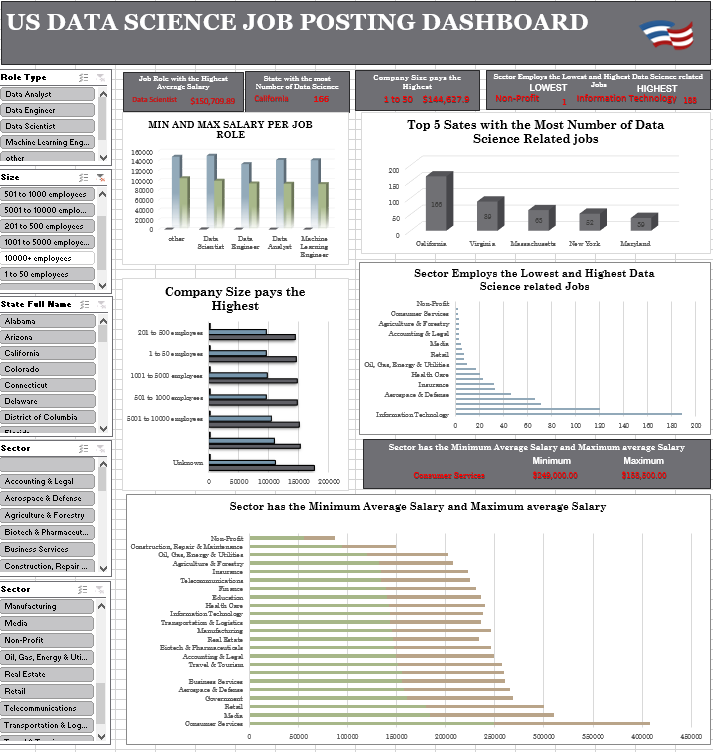 US DATA SCIENCE JOB POSTING DASHBOARD
Role Type
Data Analyst
Data Engineer
Data Scientist
Machine Learning Eng...
other
Size
501 to 1000 employees
5001 to 10000 emplo...
201 to 500 employees
1001 to 5000 employe...
10000+ employees
1 to 50 employees
State Full Name
Alabama
Arizona
California
Colorado
Connecticut
Delaware
District of Columbia
Florida
Sector
Accounting & Legal
Aerospace & Defense
Agriculture & Forestry
Biotech & Pharmaceut...
Business Services
Construction, Repair ...
Sector
Manufacturing
Media
Non-Profit
Oil, Gas, Energy & Uti...
Real Estate
Retail
Telecommunications
Transportation & Log...
Job Role with the Highest
Average Salary
Data Scientist $150,709.89
State with the most
Number of Data Science
California 166
Company Size pays the
Highest
1 to 50 $144,627.9
Sector Employs the Lowest and Highest Data Science related
Jobs
LOWEST HIGHEST
Non-Profit 1 Information Technology 188
MIN AND MAX SALARY PER JOB
ROLE
160000
140000
120000
100000
80000
60000
40000
20000
0
other
Data
Scientist
Data
Engineer
Data
Analyst
Machine
Learning
Engineer
Top 5 Sates with the Most Number of Data
Science Related jobs
200
150
100
50
0
166
89
62
52
California Virginia Massachusetts New York Maryland
Company Size pays the
Highest
201 to 500 employees
1 to 50 employees
1001 to 5000 employees
501 to 1000 employees
5001 to 10000 employees
Unknown
0 50000 100000 150000 200000
Sector Employs the Lowest and Highest Data
Science related Jobs
Non-Profit
Consumer Services
Agriculture & Forestry
Accounting & Legal
Media
Retail
Oil, Gas, Energy & Utilities
Health Care
Insurance
Aerospace & Defense
Information Technology
0 20 40 60 80 100 120 140 160 180 200
Sector has the Minimum Average Salary and Maximum average Salary
Minimum Maximum
Consumer Services
Sector has the Minimum Average Salary and Maximum average Salary
Non-Profit
Construction, Repair & Maintenance
Oil, Gas, Energy & Utilities
Agriculture & Forestry
Insurance
Telecommunications
Finance
Education
Health Care
Information Technology
Transportation & Logistics
Manufacturing
Real Estate
Biotech & Pharmaceuticals
Accounting & Legal
Travel & Tourism
Business Services
Aerospace & Defense
Government
Retail
Media
Consumer Services
0 50000 100000 150000 200000 250000 300000 350000 400000 450000